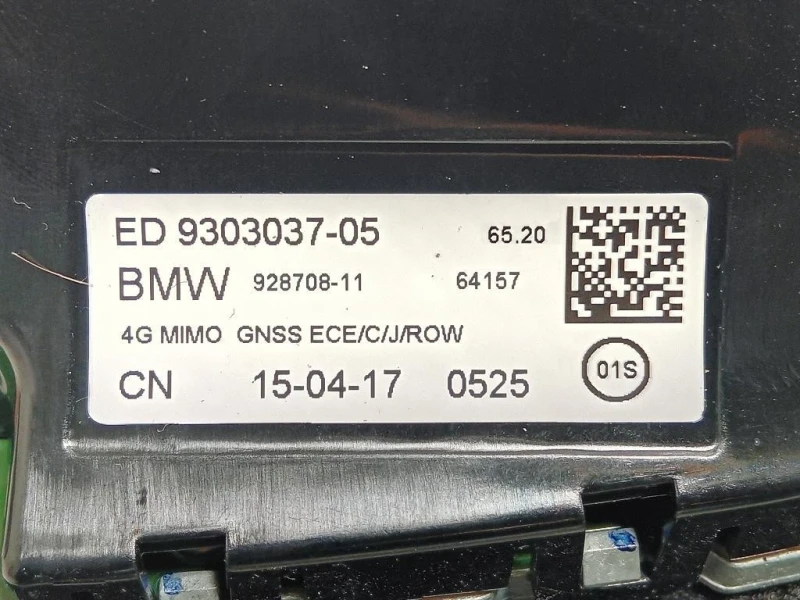 ED 9303037-05 65.20
BMW 928708-11 64157
4G MIMO GNSS ECE/C/J/ROW
CN 15-04-17 0525 01S